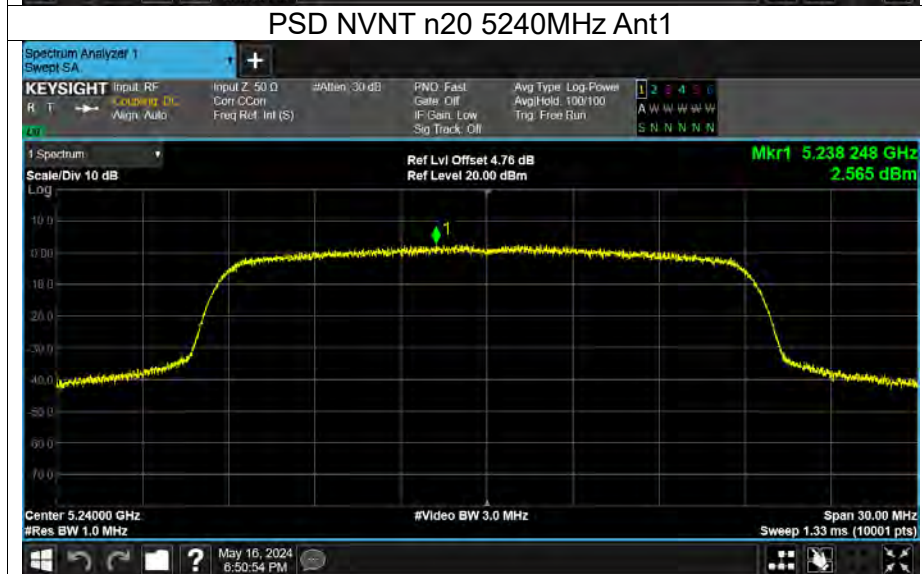 PSD NVNT n20 5240MHz Ant1
Spectrum Analyzer 1
Swept SA
+
KEYSIGHT Input: RF Input Z: 50 Ω #Atten: 30 dB PNO: Fast Avg Type: Log-Power 1 2 3 4 5 6
R T Coupling: DC Corr CCorr Gate: Off Avg|Hold: 100/100 A W W W W W
Align: Auto Freq Ref: Int (S) IF Gain: Low Trig: Free Run
Sig Track: Off S N N N N N
1 Spectrum Ref Lvl Offset 4.76 dB Mkr1 5.238 248 GHz
Scale/Div 10 dB Ref Level 20.00 dBm 2.565 dBm
Log
10.0
1
0.00
-10.0
-20.0
-30.0
-40.0
-50.0
-60.0
-70.0
Center 5.24000 GHz #Video BW 3.0 MHz Span 30.00 MHz
#Res BW 1.0 MHz Sweep 1.33 ms (10001 pts)
? May 16, 2024
6:50:54 PM